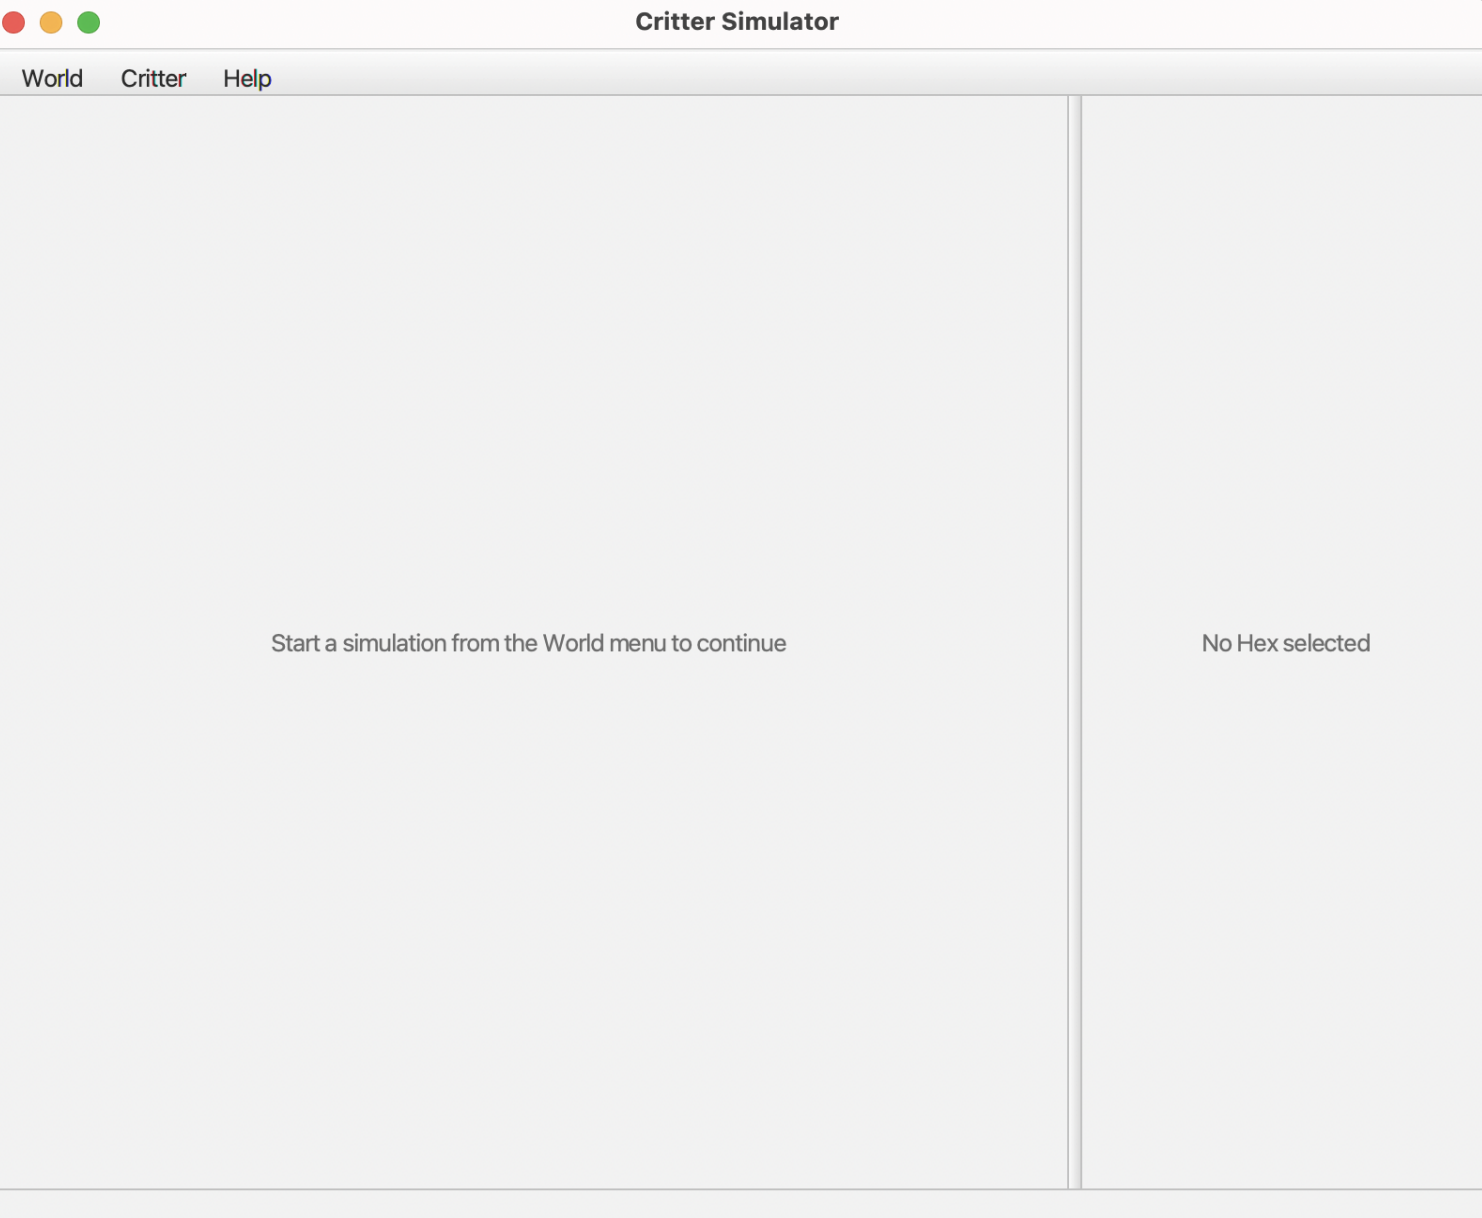 Critter Simulator
World Critter Help
Start a simulation from the World menu to continue
No Hex selected